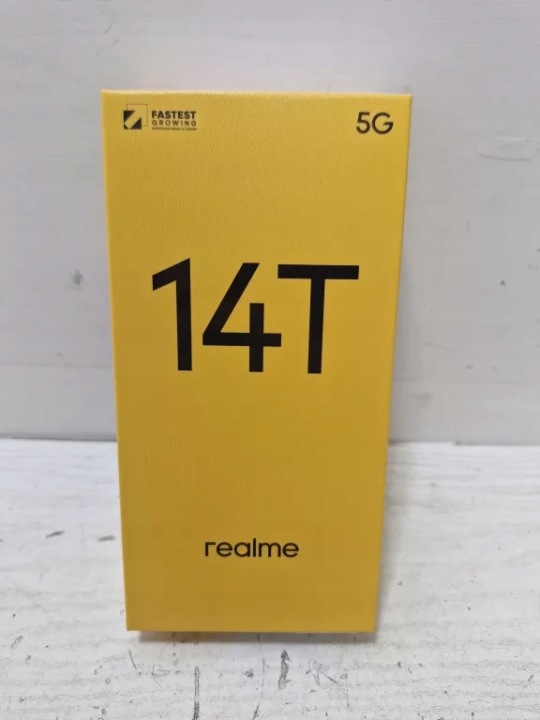 FASTEST
GROWING
5G
14T
realme